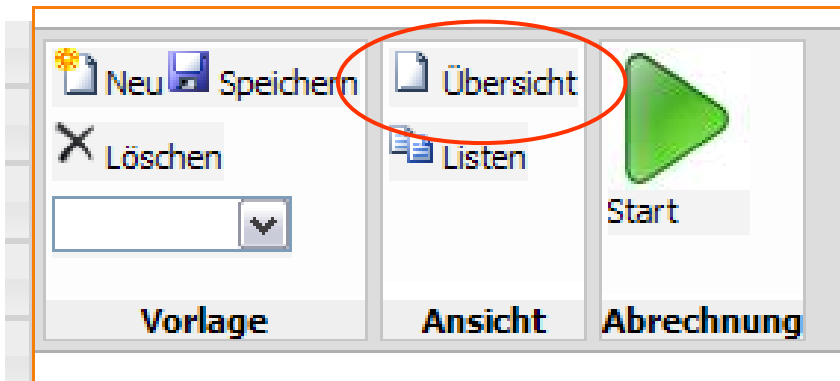 Neu Speichern
Löschen
Vorlage
Übersicht
Listen
Ansicht
Start
Abrechnung